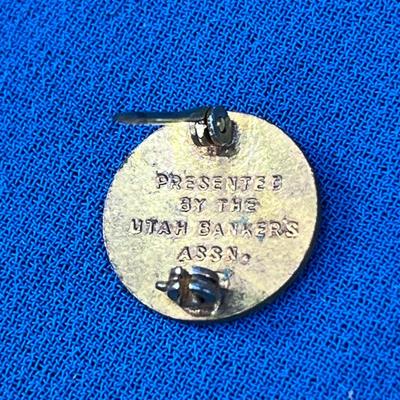 PRESENTED
BY THE
UTAH BANKERS
ASSN.